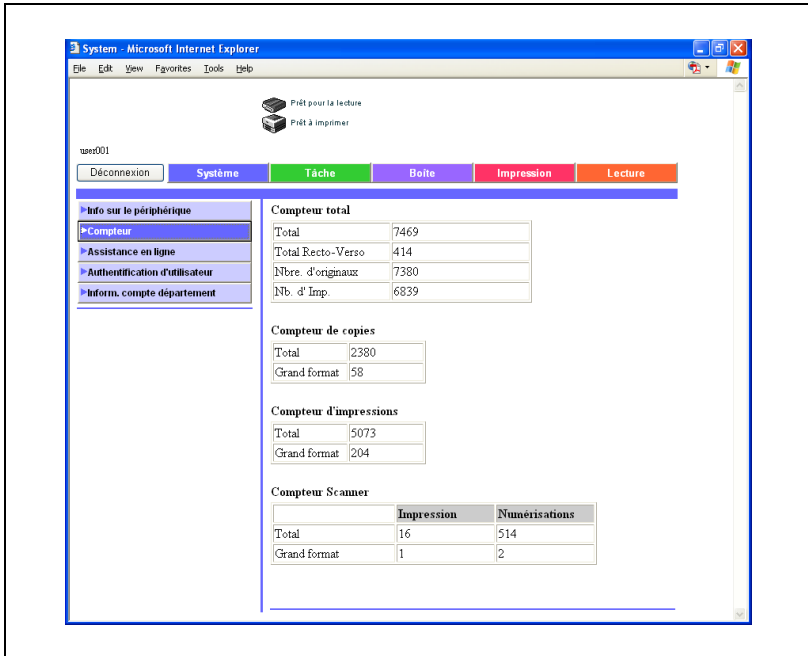 System - Microsoft Internet Explorer
File Edit View Favorites Tools Help
Prêt pour la lecture
Prêt à imprimer
user001
Déconnexion Système Tâche Boîte Impression Lecture
Info sur le périphérique
Compteur
Assistance en ligne
Authentification d'utilisateur
Inform. compte département
Compteur total
Total 7469
Total Recto-Verso 414
Nbre. d'originaux 7380
Nb. d' Imp. 6839
Compteur de copies
Total 2380
Grand format 58
Compteur d'impressions
Total 5073
Grand format 204
Compteur Scanner
Impression Numérisations
Total 16 514
Grand format 1 2